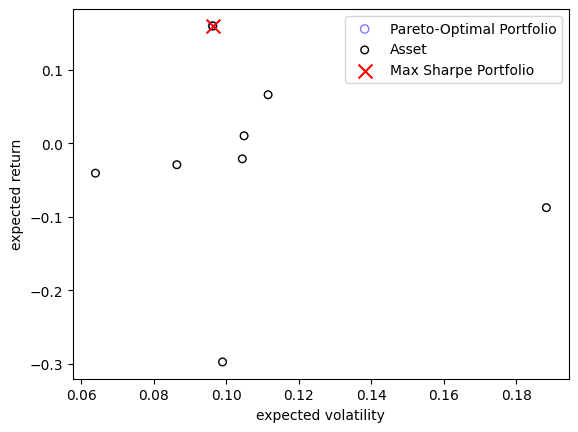 Pareto-Optimal Portfolio
Asset
Max Sharpe Portfolio
0.1
0.0
−0.1
−0.2
−0.3
expected return
0.06 0.08 0.10 0.12 0.14 0.16 0.18
expected volatility